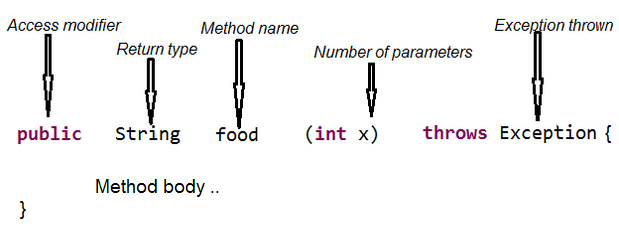 Access modifier
Return type
Method name
Number of parameters
Exception thrown
public String food (int x) throws Exception {
Method body ..
}